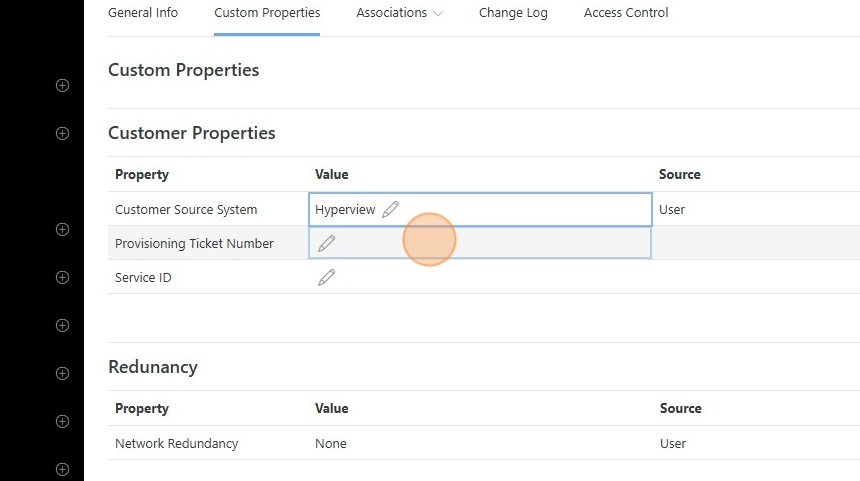 General Info Custom Properties Associations Change Log Access Control
Custom Properties
Customer Properties
Property Value Source
Customer Source System Hyperview User
Provisioning Ticket Number
Service ID
Redunancy
Property Value Source
Network Redundancy None User